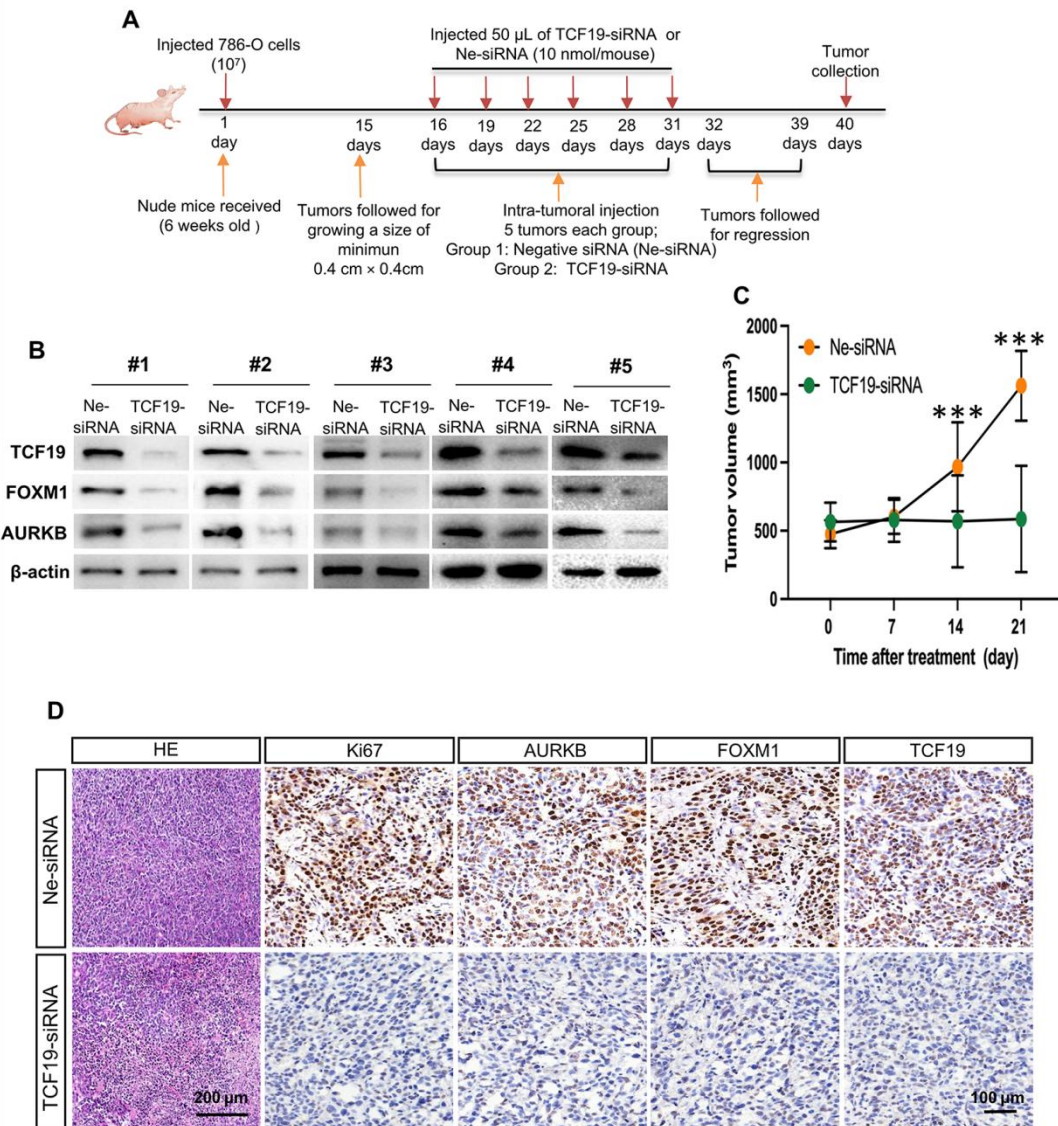 A
Injected 786-O cells
(10⁷)
Injected 50 µL of TCF19-siRNA or
Ne-siRNA (10 nmol/mouse)
Tumor
collection
1
day
15
days
16
days
19
days
22
days
25
days
28
days
31
days
32
days
39
days
40
days
Nude mice received
(6 weeks old )
Tumors followed for
growing a size of
minimun
0.4 cm × 0.4cm
Intra-tumoral injection
5 tumors each group;
Group 1: Negative siRNA (Ne-siRNA)
Group 2: TCF19-siRNA
Tumors followed
for regression
B
#1 #2 #3 #4 #5
Ne- TCF19- Ne- TCF19- Ne- TCF19- Ne- TCF19- Ne- TCF19-
siRNA siRNA siRNA siRNA siRNA siRNA siRNA siRNA siRNA siRNA
TCF19
FOXM1
AURKB
β-actin
C
Tumor volume (mm³)
2000
1500
1000
500
0
Ne-siRNA
TCF19-siRNA
***
***
0 7 14 21
Time after treatment (day)
D
HE Ki67 AURKB FOXM1 TCF19
Ne-siRNA
TCF19-siRNA
200 µm
100 µm